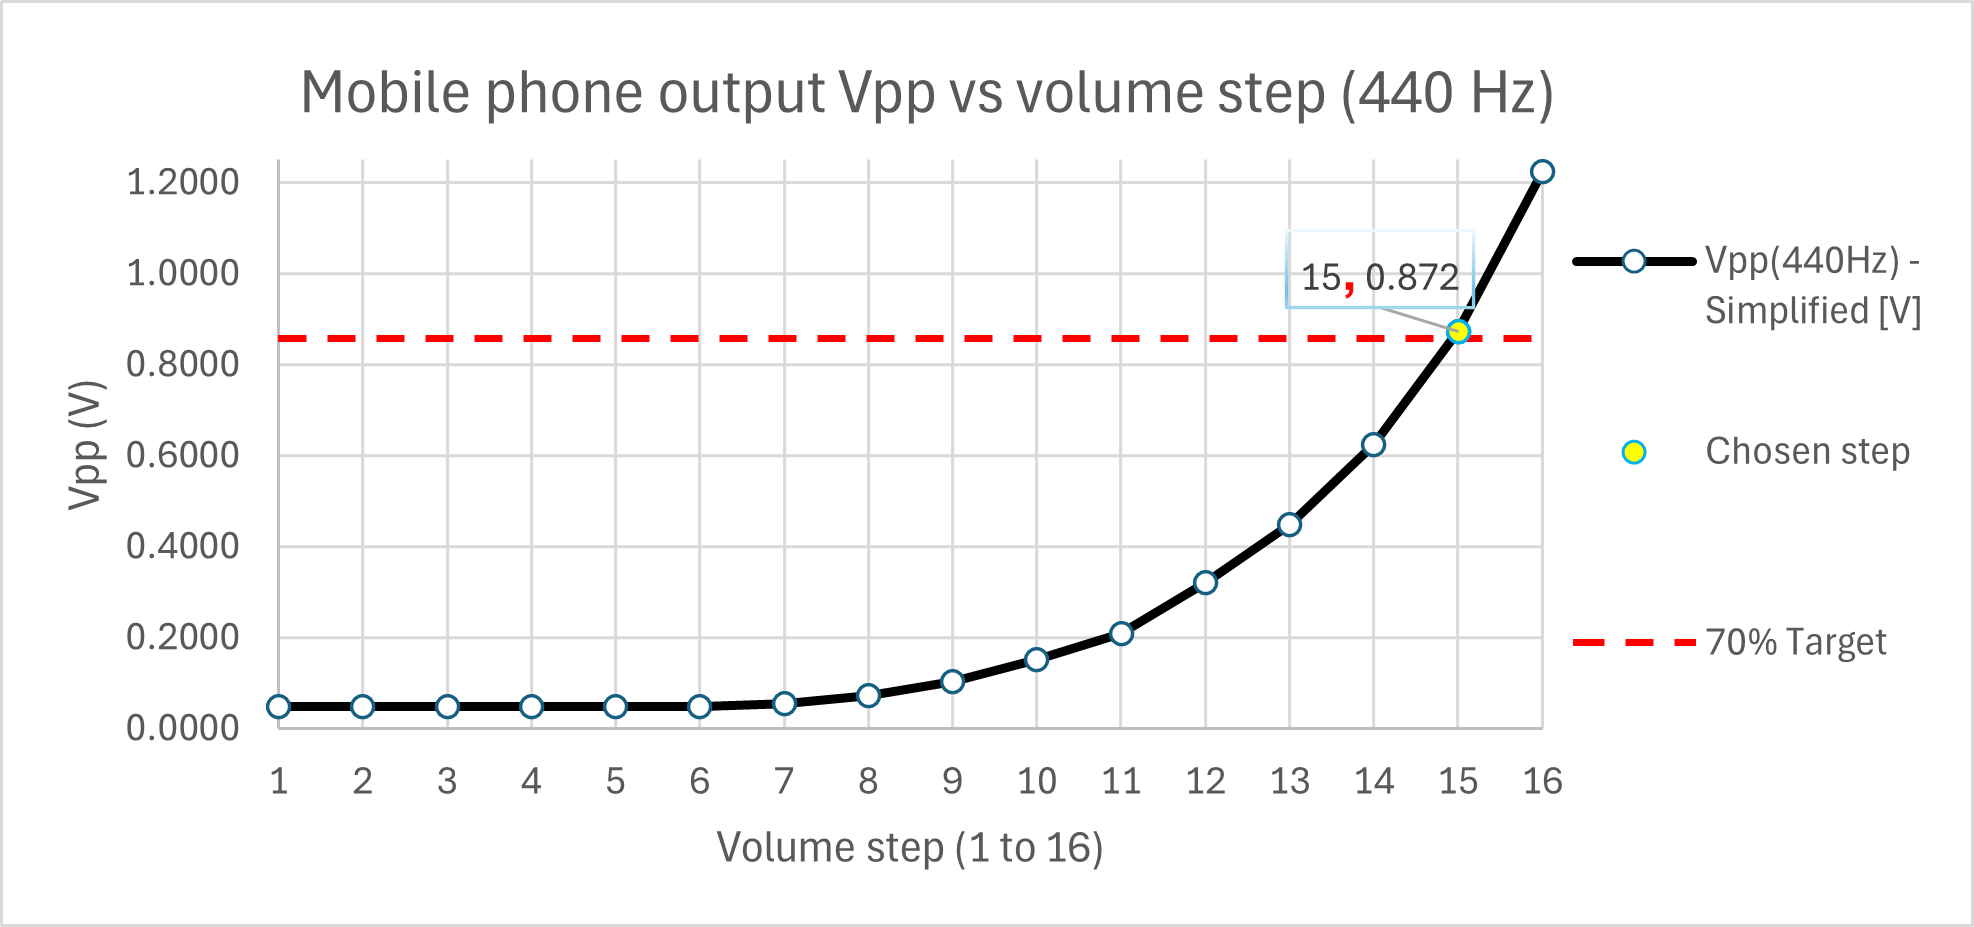 Mobile phone output Vpp vs volume step (440 Hz)
1.2000
1.0000
0.8000
0.6000
0.4000
0.2000
0.0000
Vpp (V)
15, 0.872
1 2 3 4 5 6 7 8 9 10 11 12 13 14 15 16
Volume step (1 to 16)
Vpp(440Hz) -
Simplified [V]
Chosen step
70% Target